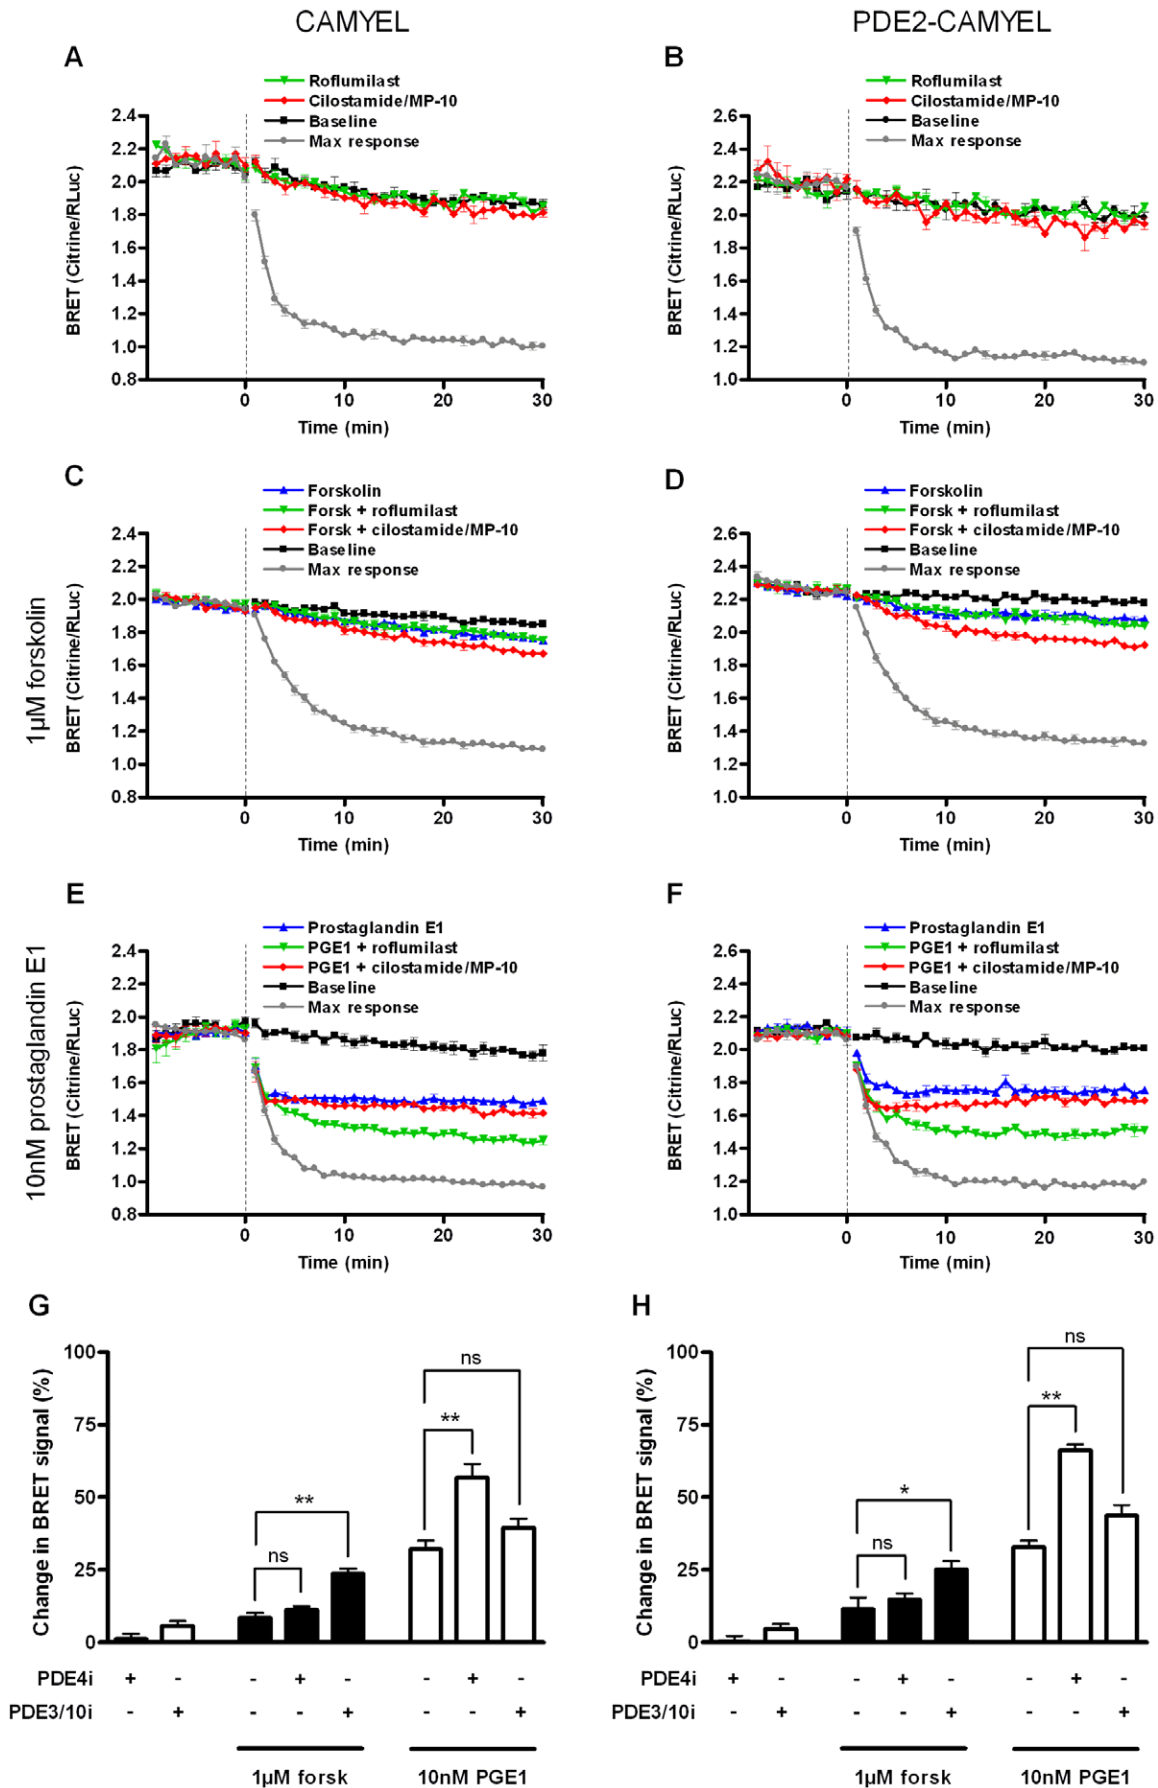 CAMYEL
PDE2-CAMYEL
A
Roflumilast
Cilostamide/MP-10
Baseline
Max response
BRET (Citrine/RLuc)
2.4
2.2
2.0
1.8
1.6
1.4
1.2
1.0
0.8
0 10 20 30
Time (min)
B
Roflumilast
Cilostamide/MP-10
Baseline
Max response
BRET (Citrine/RLuc)
2.6
2.4
2.2
2.0
1.8
1.6
1.4
1.2
1.0
0 10 20 30
Time (min)
1µM forskolin
C
Forskolin
Forsk + roflumilast
Forsk + cilostamide/MP-10
Baseline
Max response
BRET (Citrine/RLuc)
2.4
2.2
2.0
1.8
1.6
1.4
1.2
1.0
0.8
0 10 20 30
Time (min)
D
Forskolin
Forsk + roflumilast
Forsk + cilostamide/MP-10
Baseline
Max response
BRET (Citrine/RLuc)
2.6
2.4
2.2
2.0
1.8
1.6
1.4
1.2
1.0
0 10 20 30
Time (min)
10nM prostaglandin E1
E
Prostaglandin E1
PGE1 + roflumilast
PGE1 + cilostamide/MP-10
Baseline
Max response
BRET (Citrine/RLuc)
2.4
2.2
2.0
1.8
1.6
1.4
1.2
1.0
0.8
0 10 20 30
Time (min)
F
Prostaglandin E1
PGE1 + roflumilast
PGE1 + cilostamide/MP-10
Baseline
Max response
BRET (Citrine/RLuc)
2.6
2.4
2.2
2.0
1.8
1.6
1.4
1.2
1.0
0 10 20 30
Time (min)
G
Change in BRET signal (%)
100
75
50
25
0
ns
**
**
ns
PDE4i + - - + - - + -
PDE3/10i - + - - + - - +
1µM forsk 10nM PGE1
H
Change in BRET signal (%)
100
75
50
25
0
ns
**
*
ns
PDE4i + - - + - - + -
PDE3/10i - + - - + - - +
1µM forsk 10nM PGE1